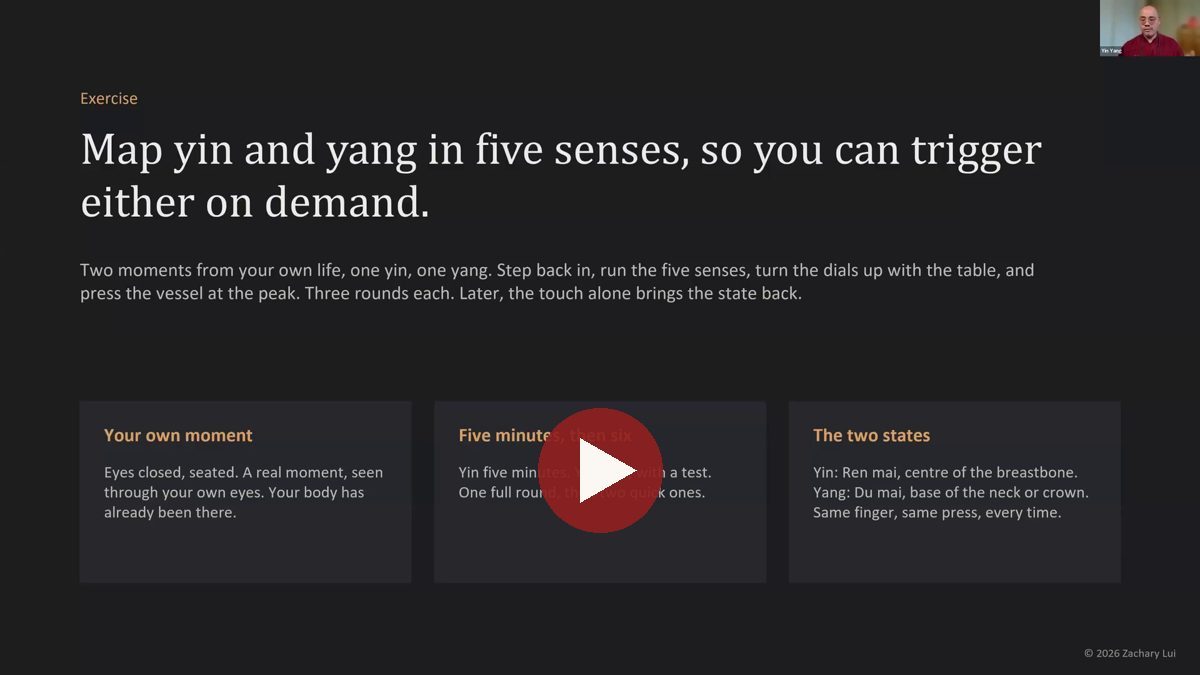 Yin Yang
Exercise
Map yin and yang in five senses, so you can trigger
either on demand.
Two moments from your own life, one yin, one yang. Step back in, run the five senses, turn the dials up with the table, and
press the vessel at the peak. Three rounds each. Later, the touch alone brings the state back.
Your own moment
Eyes closed, seated. A real moment, seen
through your own eyes. Your body has
already been there.
Five minutes, then six
Yin five minutes. with a test.
One full round, two quick ones.
The two states
Yin: Ren mai, centre of the breastbone.
Yang: Du mai, base of the neck or crown.
Same finger, same press, every time.
© 2026 Zachary Lui